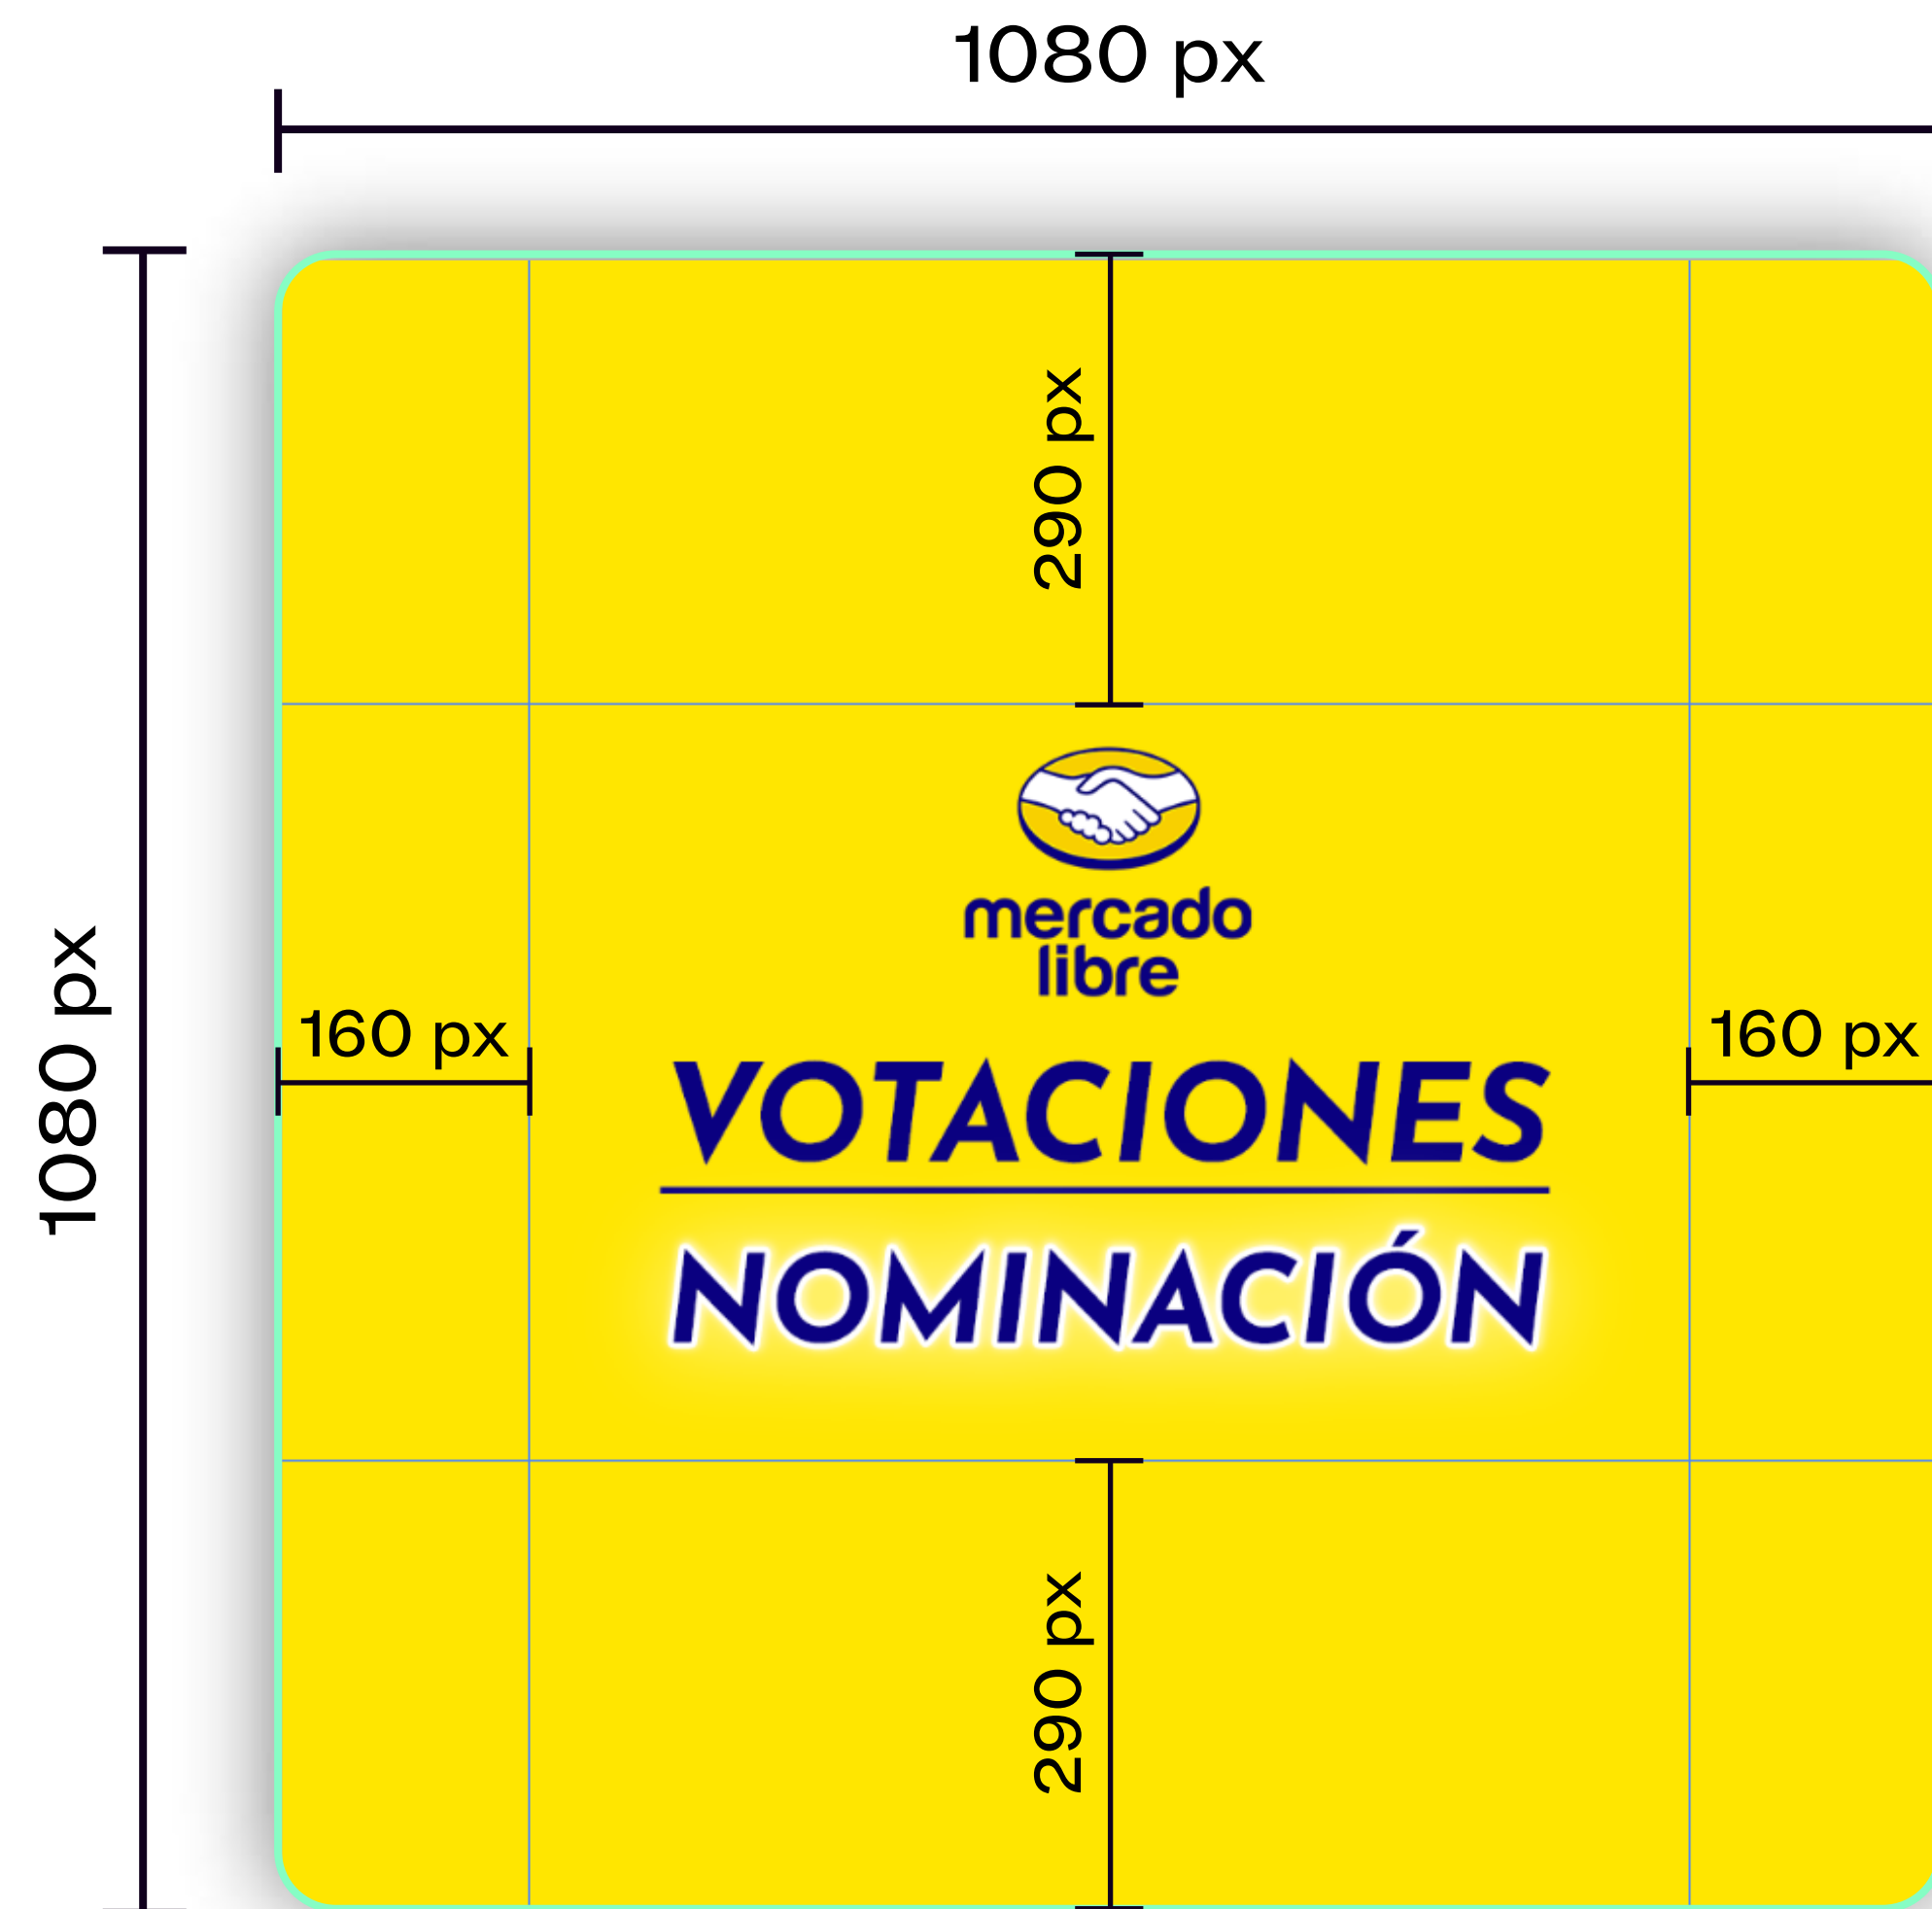 1080 px
290 px
mercado
libre
1080 px
160 px
160 px
VOTACIONES
NOMINACIÓN
290 px